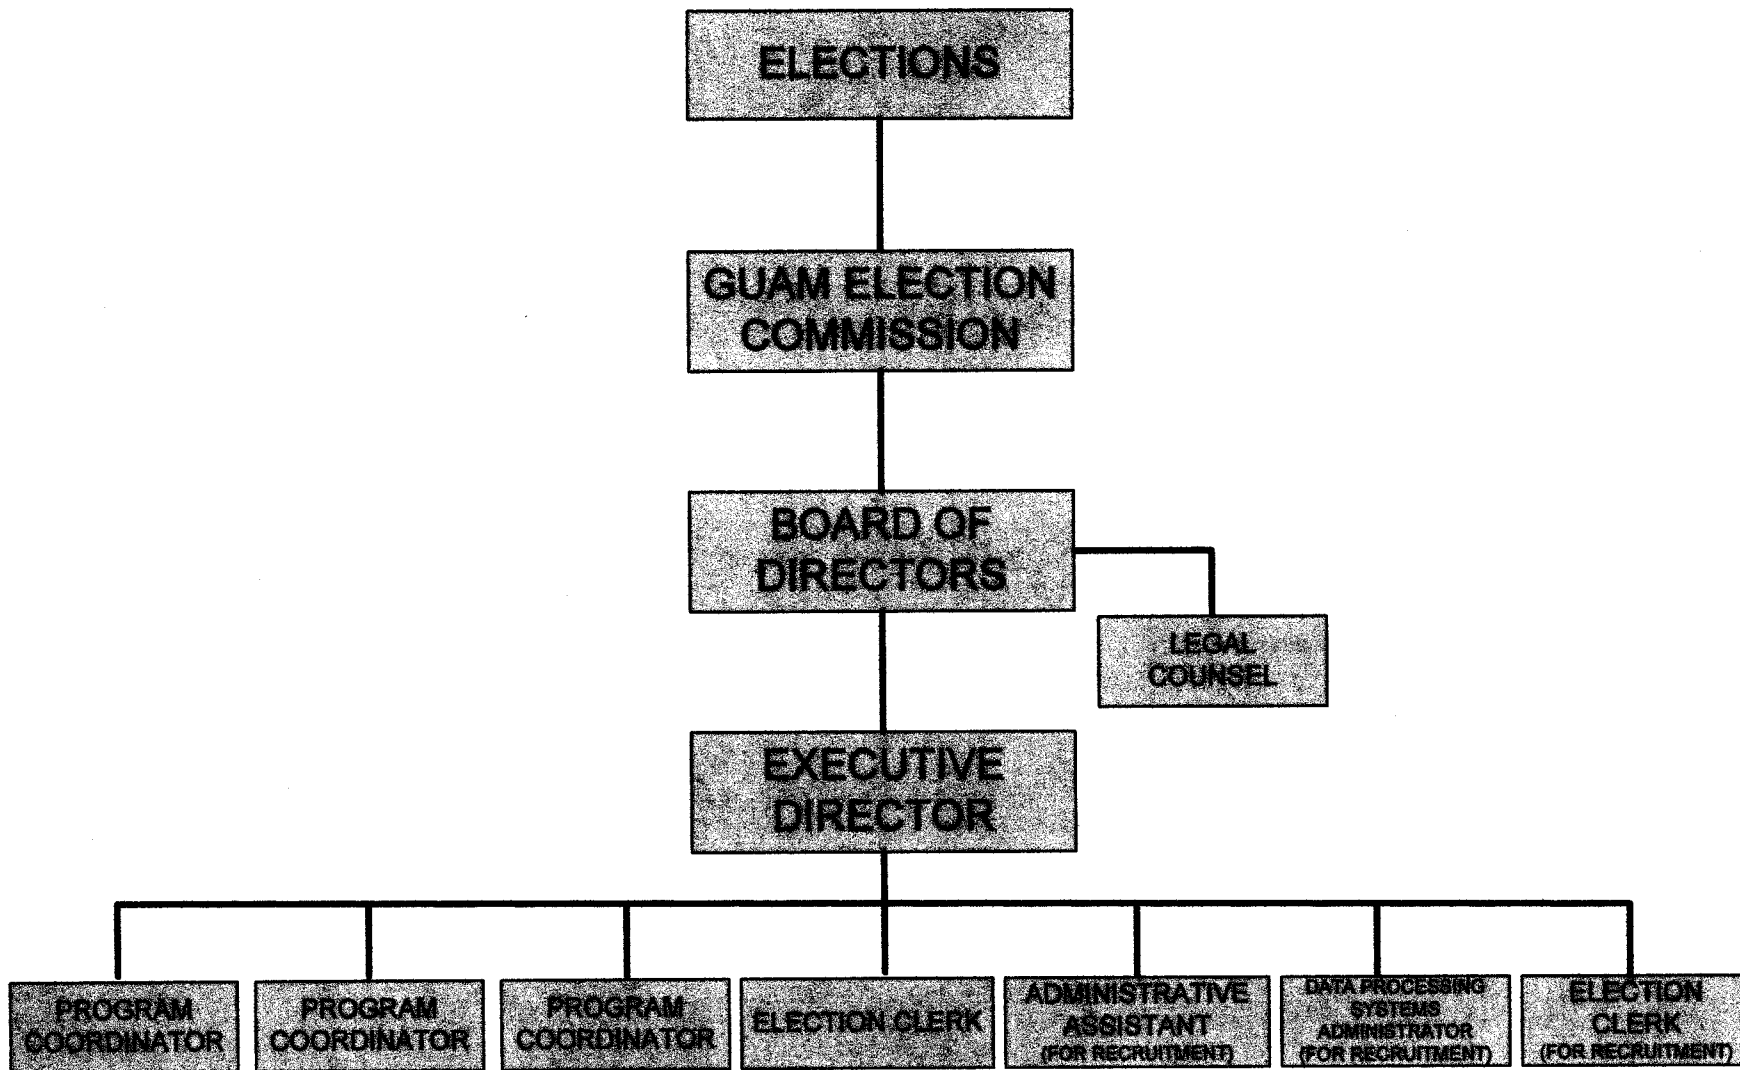 ELECTIONS
GUAM ELECTION
COMMISSION
BOARD OF
DIRECTORS
LEGAL
COUNSEL
EXECUTIVE
DIRECTOR
PROGRAM
COORDINATOR
PROGRAM
COORDINATOR
PROGRAM
COORDINATOR
ELECTION CLERK
ADMINISTRATIVE
ASSISTANT
(FOR RECRUITMENT)
DATA PROCESSING
SYSTEMS
ADMINISTRATOR
(FOR RECRUITMENT)
ELECTION
CLERK
(FOR RECRUITMENT)